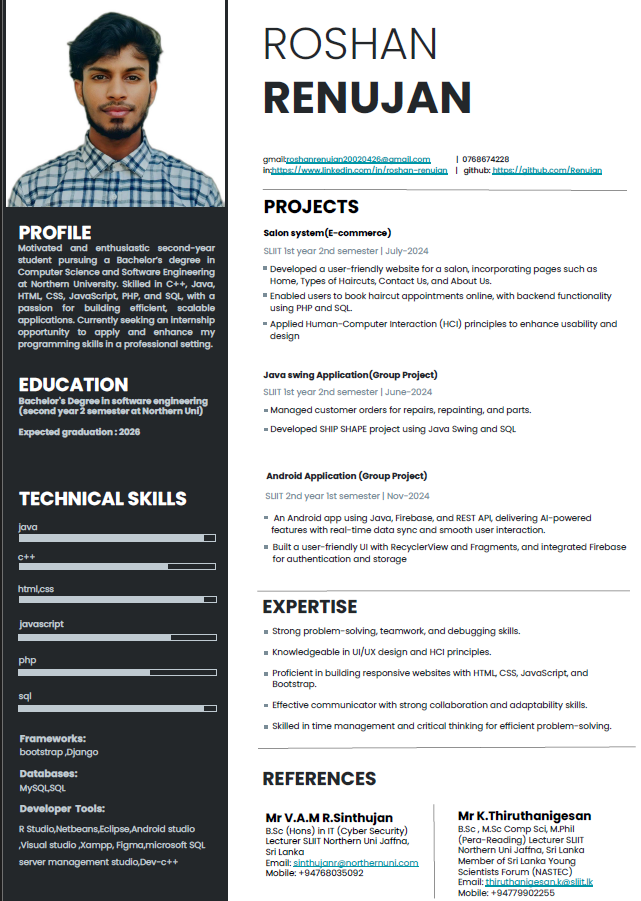 ROSHAN
RENUJAN
gmail:roshanrenujan20020426@gmail.com | 0768674228
in:https://www.linkedin.com/in/roshan-renujan | github: https://github.com/Renujan
PROFILE
Motivated and enthusiastic second-year
student pursuing a Bachelor's degree in
Computer Science and Software Engineering
at Northern University. Skilled in C++, Java,
HTML, CSS, JavaScript, PHP, and SQL, with a
passion for building efficient, scalable
applications. Currently seeking an internship
opportunity to apply and enhance my
programming skills in a professional setting.
EDUCATION
Bachelor's Degree in software engineering
(second year 2 semester at Northern Uni)
Expected graduation : 2026
TECHNICAL SKILLS
java
c++
html,css
javascript
php
sql
Frameworks:
bootstrap ,Django
Databases:
MySQL,SQL
Developer Tools:
R Studio,Netbeans,Eclipse,Android studio
,Visual studio ,Xampp, Figma,microsoft SQL
server management studio,Dev-c++
PROJECTS
Salon system(E-commerce)
SLIIT 1st year 2nd semester | July-2024
Developed a user-friendly website for a salon, incorporating pages such as
Home, Types of Haircuts, Contact Us, and About Us.
Enabled users to book haircut appointments online, with backend functionality
using PHP and SQL.
Applied Human-Computer Interaction (HCI) principles to enhance usability and
design
Java swing Application(Group Project)
SLIIT 1st year 2nd semester | June-2024
Managed customer orders for repairs, repainting, and parts.
Developed SHIP SHAPE project using Java Swing and SQL
Android Application (Group Project)
SLIIT 2nd year 1st semester | Nov-2024
An Android app using Java, Firebase, and REST API, delivering AI-powered
features with real-time data sync and smooth user interaction.
Built a user-friendly UI with RecyclerView and Fragments, and integrated Firebase
for authentication and storage
EXPERTISE
Strong problem-solving, teamwork, and debugging skills.
Knowledgeable in UI/UX design and HCI principles.
Proficient in building responsive websites with HTML, CSS, JavaScript, and
Bootstrap.
Effective communicator with strong collaboration and adaptability skills.
Skilled in time management and critical thinking for efficient problem-solving.
REFERENCES
Mr V.A.M R.Sinthujan
B.Sc (Hons) in IT (Cyber Security)
Lecturer SLIIT Northern Uni Jaffna,
Sri Lanka
Email: sinthujanr@northernuni.com
Mobile: +94768035092
Mr K.Thiruthanigesan
B.Sc , M.Sc Comp Sci, M.Phil
(Pera-Reading) Lecturer SLIIT
Northern Uni Jaffna, Sri Lanka
Member of Sri Lanka Young
Scientists Forum (NASTEC)
Email: thiruthanigesan.k@sliit.lk
Mobile: +94779902255